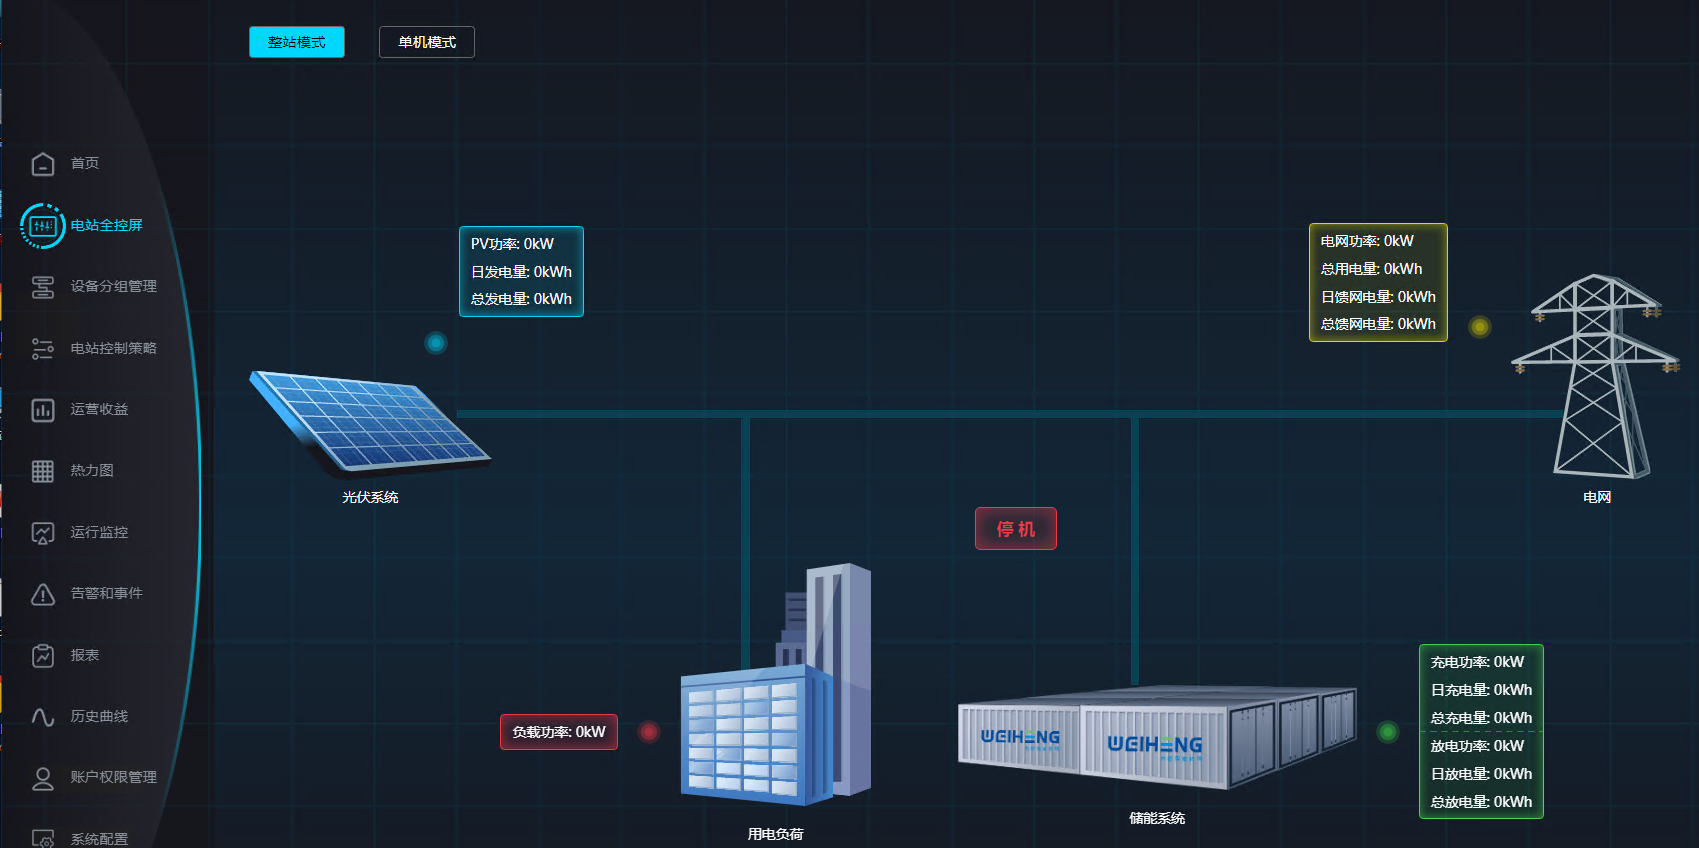 整站模式
单机模式
首页
电站全控屏
设备分组管理
电站控制策略
运营收益
热力图
运行监控
告警和事件
报表
历史曲线
账户权限管理
系统配置
PV功率: 0kW
日发电量: 0kWh
总发电量: 0kWh
光伏系统
电网功率: 0kW
总用电量: 0kWh
日馈网电量: 0kWh
总馈网电量: 0kWh
电网
停机
负载功率: 0kW
用电负荷
WEIHENG
WEIHENG
储能系统
充电功率: 0kW
日充电量: 0kWh
总充电量: 0kWh
放电功率: 0kW
日放电量: 0kWh
总放电量: 0kWh